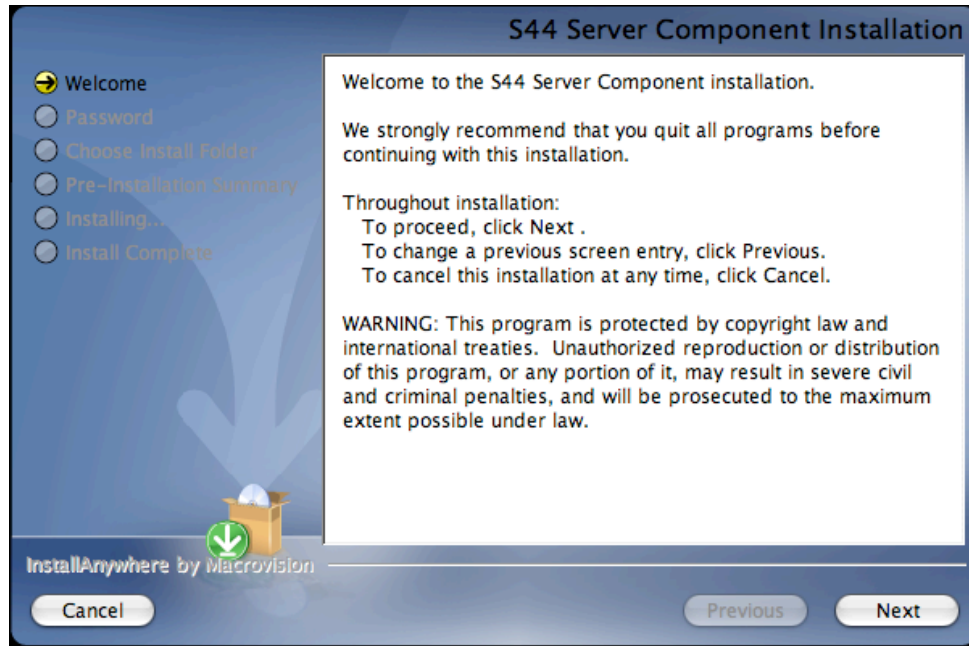 S44 Server Component Installation
Welcome
Password
Choose Install Folder
Pre-Installation Summary
Installing...
Install Complete
Welcome to the S44 Server Component installation.
We strongly recommend that you quit all programs before
continuing with this installation.
Throughout installation:
To proceed, click Next .
To change a previous screen entry, click Previous.
To cancel this installation at any time, click Cancel.
WARNING: This program is protected by copyright law and
international treaties.  Unauthorized reproduction or distribution
of this program, or any portion of it, may result in severe civil
and criminal penalties, and will be prosecuted to the maximum
extent possible under law.
InstallAnywhere by Macrovision
Cancel
Previous
Next